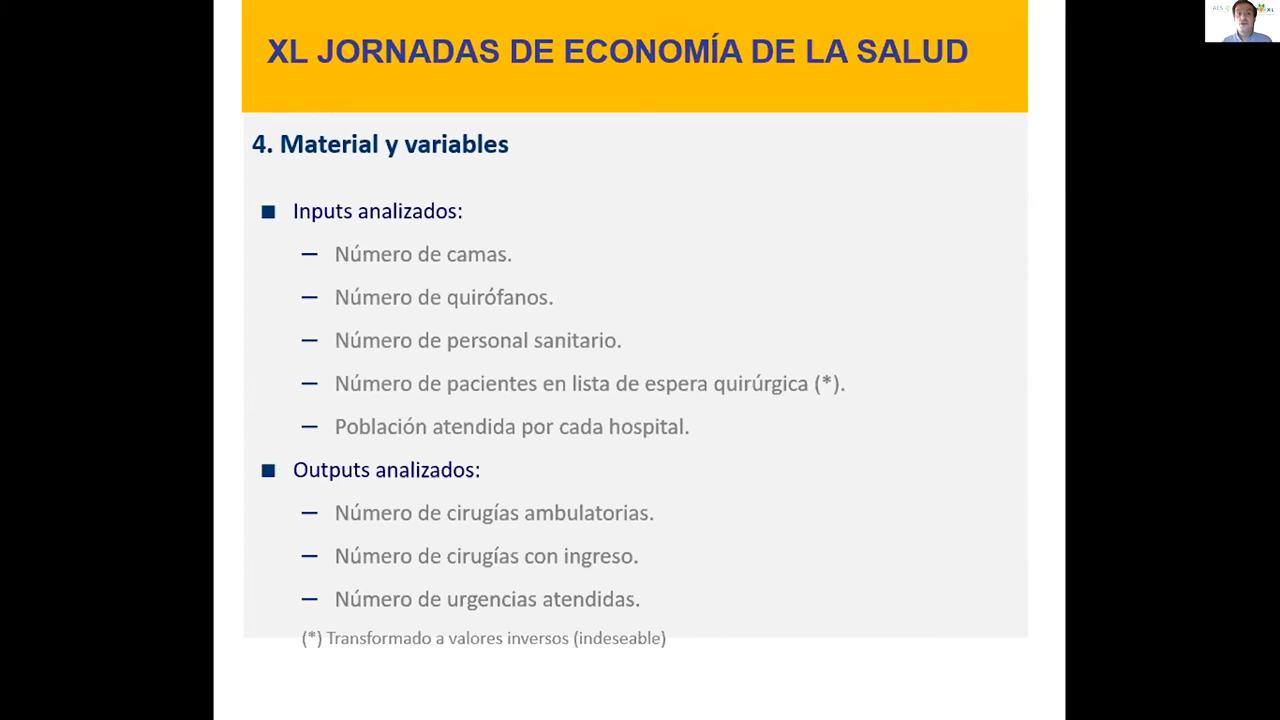 XL JORNADAS DE ECONOMÍA DE LA SALUD
4. Material y variables
Inputs analizados:
Número de camas.
Número de quirófanos.
Número de personal sanitario.
Número de pacientes en lista de espera quirúrgica (*).
Población atendida por cada hospital.
Outputs analizados:
Número de cirugías ambulatorias.
Número de cirugías con ingreso.
Número de urgencias atendidas.
(*) Transformado a valores inversos (indeseable)
AES
XL